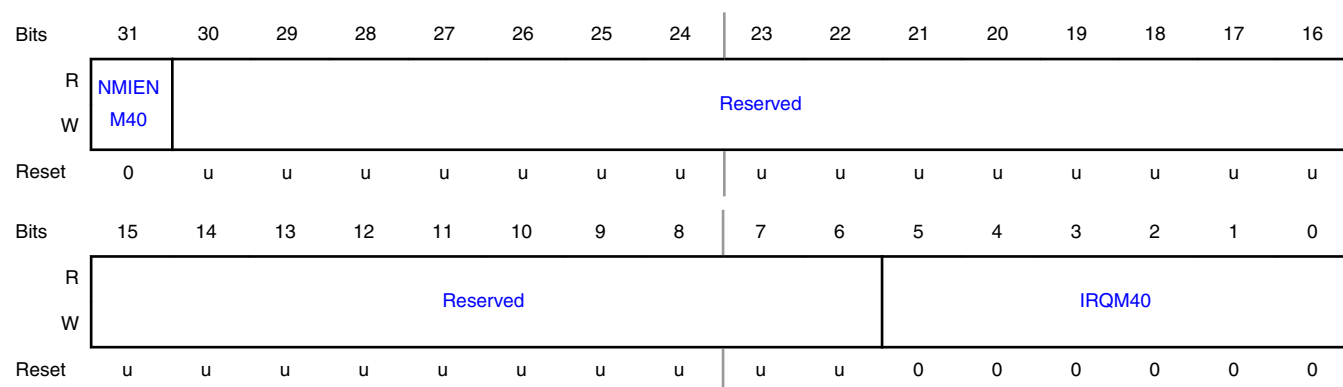 Bits 31 30 29 28 27 26 25 24 23 22 21 20 19 18 17 16
R NMIEN
Reserved
W M40
Reset 0 u u u u u u u u u u u u u u u
Bits 15 14 13 12 11 10 9 8 7 6 5 4 3 2 1 0
R
Reserved IRQM40
W
Reset u u u u u u u u u u 0 0 0 0 0 0